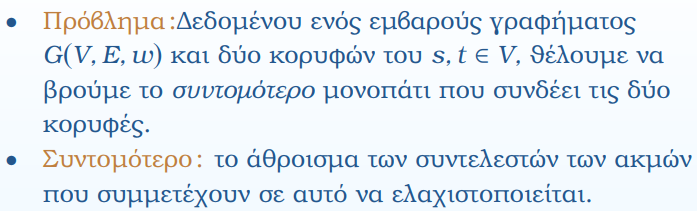 • Πρόβλημα:Δεδομένου ενός εμβαρούς γραφήματος
G(V, E, w) και δύο κορυφών του s, t ∈ V, θέλουμε να
βρούμε το συντομότερο μονοπάτι που συνδέει τις δύο
κορυφές.
• Συντομότερο: το άθροισμα των συντελεστών των ακμών
που συμμετέχουν σε αυτό να ελαχιστοποιείται.